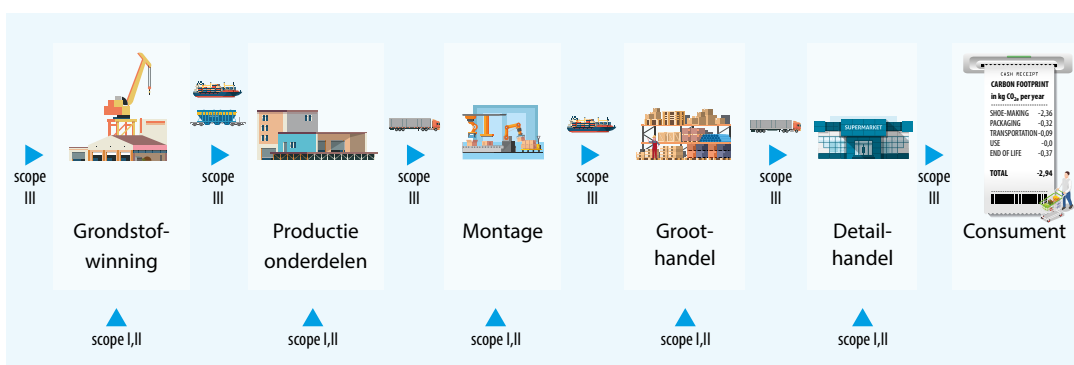 CASH RECEIPT
CARBON FOOTPRINT
in kg CO2e per year
SHOE-MAKING -2,36
PACKAGING -0,32
TRANSPORTATION -0,09
USE -0,0
END OF LIFE -0,37
TOTAL -2,94
SUPERMARKET
scope
III
scope
III
scope
III
scope
III
scope
III
scope
III
Grondstof-
winning
Productie
onderdelen
Montage
Groot-
handel
Detail-
handel
Consument
scope I,II
scope I,II
scope I,II
scope I,II
scope I,II